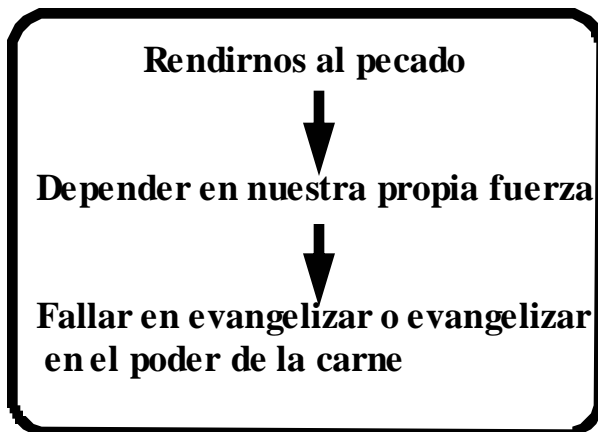 Rendirnos al pecado
Depender en nuestra propia fuerza
Fallar en evangelizar o evangelizar
en el poder de la carne